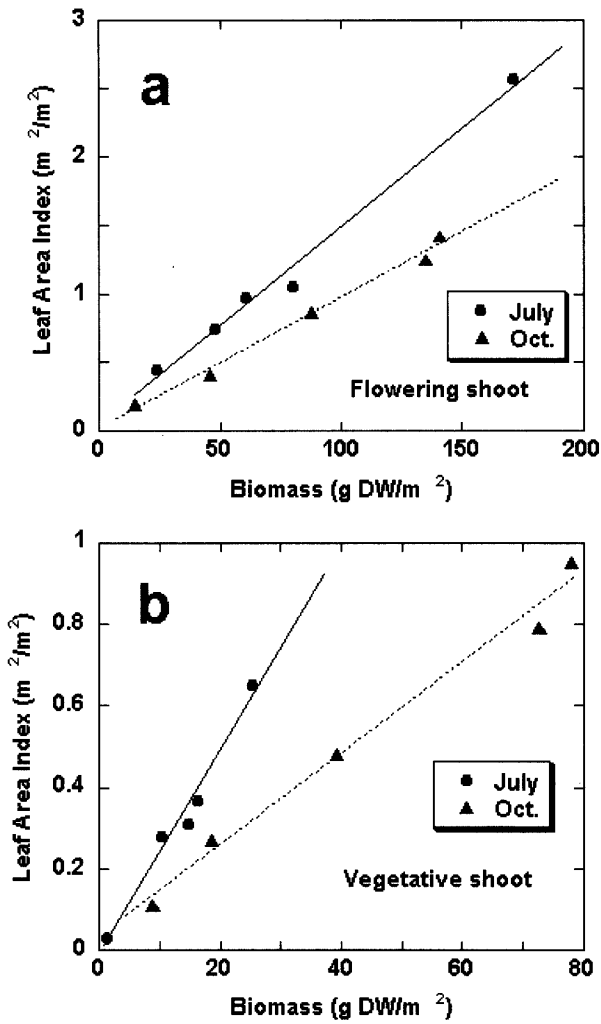 a
Leaf Area Index (m ²/m²)
3
2
1
0
July
Oct.
Flowering shoot
0 50 100 150 200
Biomass (g DW/m ²)
b
Leaf Area Index (m ²/m²)
1
0.8
0.6
0.4
0.2
0
July
Oct.
Vegetative shoot
0 20 40 60 80
Biomass (g DW/m ²)